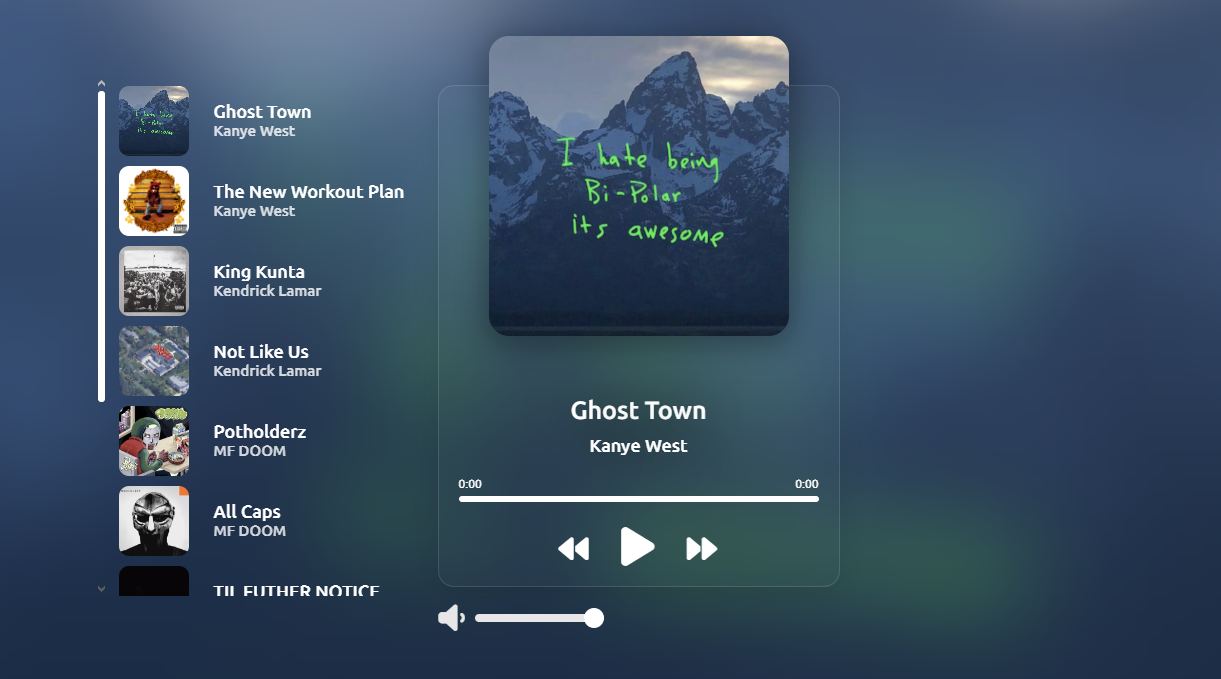 Ghost Town
Kanye West
The New Workout Plan
Kanye West
King Kunta
Kendrick Lamar
Not Like Us
Kendrick Lamar
Potholderz
MF DOOM
All Caps
MF DOOM
TIL FUTHER NOTICE
I hate being
Bi-Polar
its awesome
Ghost Town
Kanye West
0:00 0:00